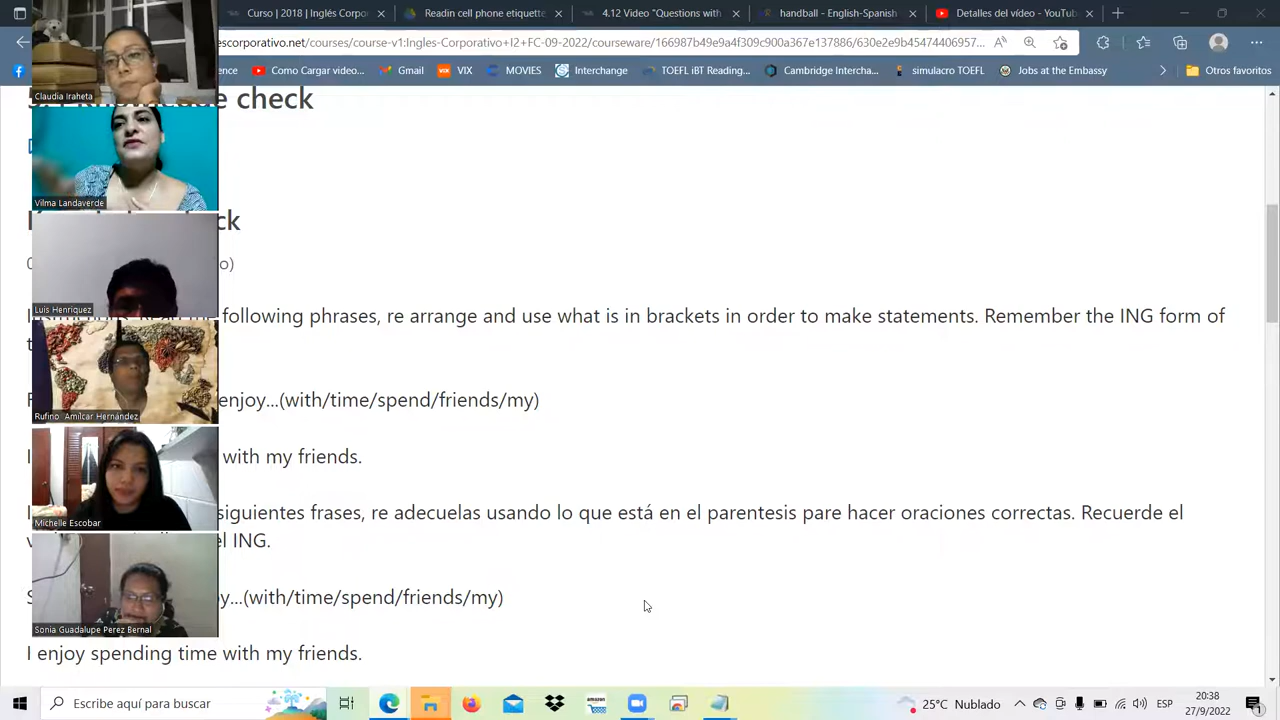 Curso | 2018 | Inglés Corpor
Readin cell phone etiquette
4.12 Video "Questions with
handball - English-Spanish
Detalles del vídeo - YouTu
escorporativo.net/courses/course-v1:Ingles-Corporativo+I2+FC-09-2022/courseware/166987b49e9a4f309c900a367e137886/630e2e9b45474406957...
Como Cargar video...
Gmail
VIX
MOVIES
Interchange
TOEFL iBT Reading...
Cambridge Intercha...
simulacro TOEFL
Jobs at the Embassy
Otros favoritos
check
following phrases, re arrange and use what is in brackets in order to make statements. Remember the ING form of
enjoy...(with/time/spend/friends/my)
with my friends.
siguientes frases, re adecuelas usando lo que está en el parentesis pare hacer oraciones correctas. Recuerde el
el ING.
...(with/time/spend/friends/my)
I enjoy spending time with my friends.
Claudia Iraheta
Vilma Landaverde
Luis Henriquez
Rufino Amilcar Hernández
Michelle Escobar
Sonia Guadalupe Perez Bernal
Escribe aquí para buscar
25°C Nublado
ESP
20:38
27/9/2022